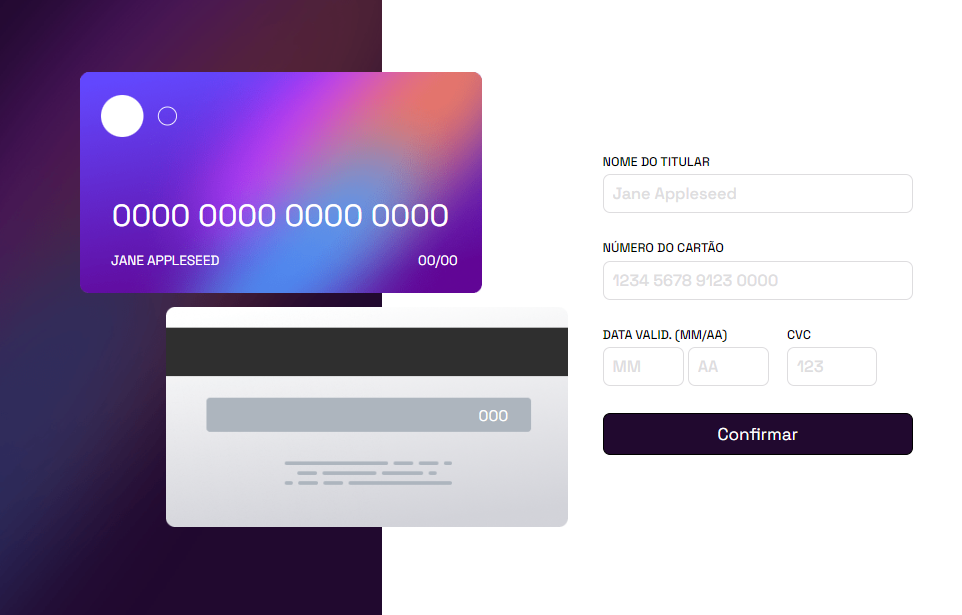 0000 0000 0000 0000
JANE APPLESEED 00/00
000
NOME DO TITULAR
Jane Appleseed
NÚMERO DO CARTÃO
1234 5678 9123 0000
DATA VALID. (MM/AA) CVC
MM AA 123
Confirmar